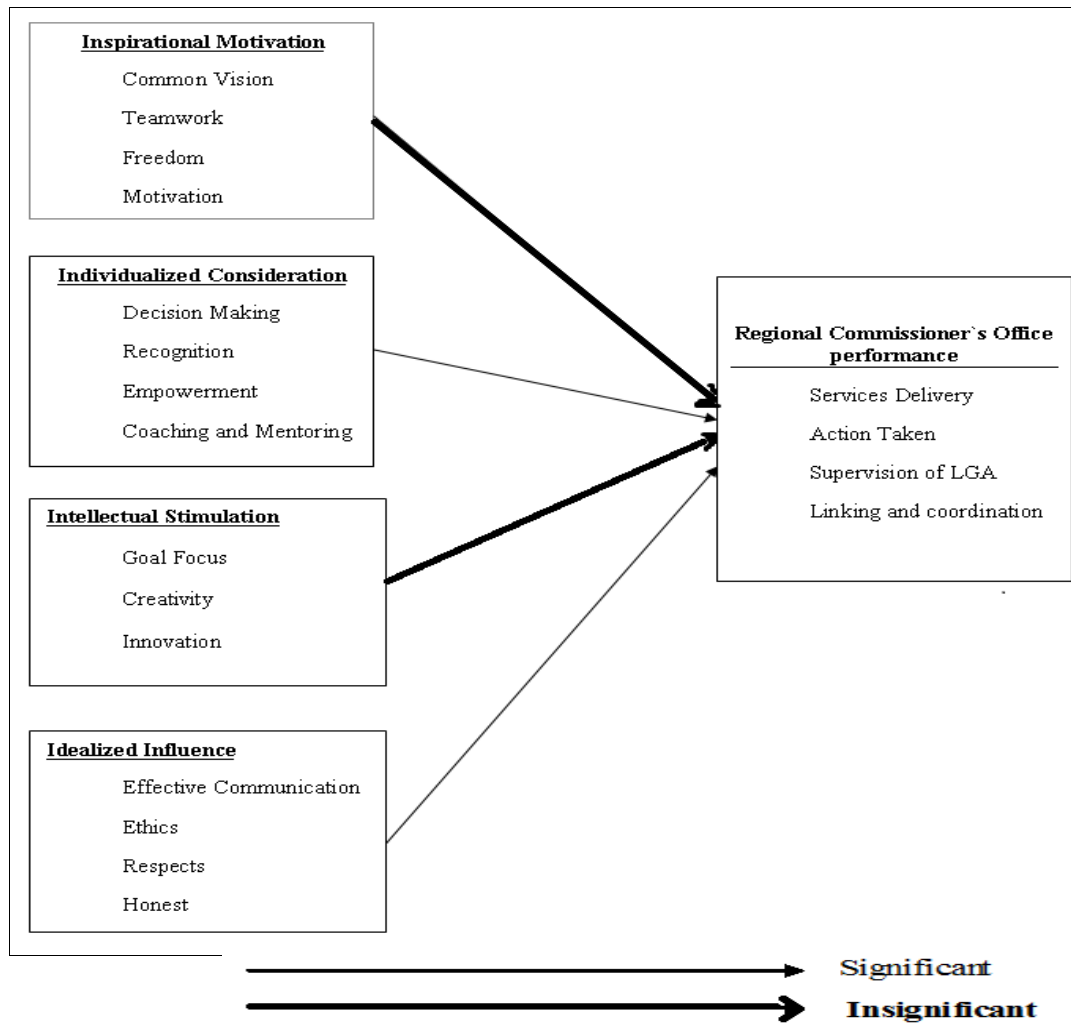 Inspirational Motivation
Common Vision
Teamwork
Freedom
Motivation
Individualized Consideration
Decision Making
Recognition
Empowerment
Coaching and Mentoring
Intellectual Stimulation
Goal Focus
Creativity
Innovation
Idealized Influence
Effective Communication
Ethics
Respects
Honest
Regional Commissioner`s Office
performance
Services Delivery
Action Taken
Supervision of LGA
Linking and coordination
Significant
Insignificant